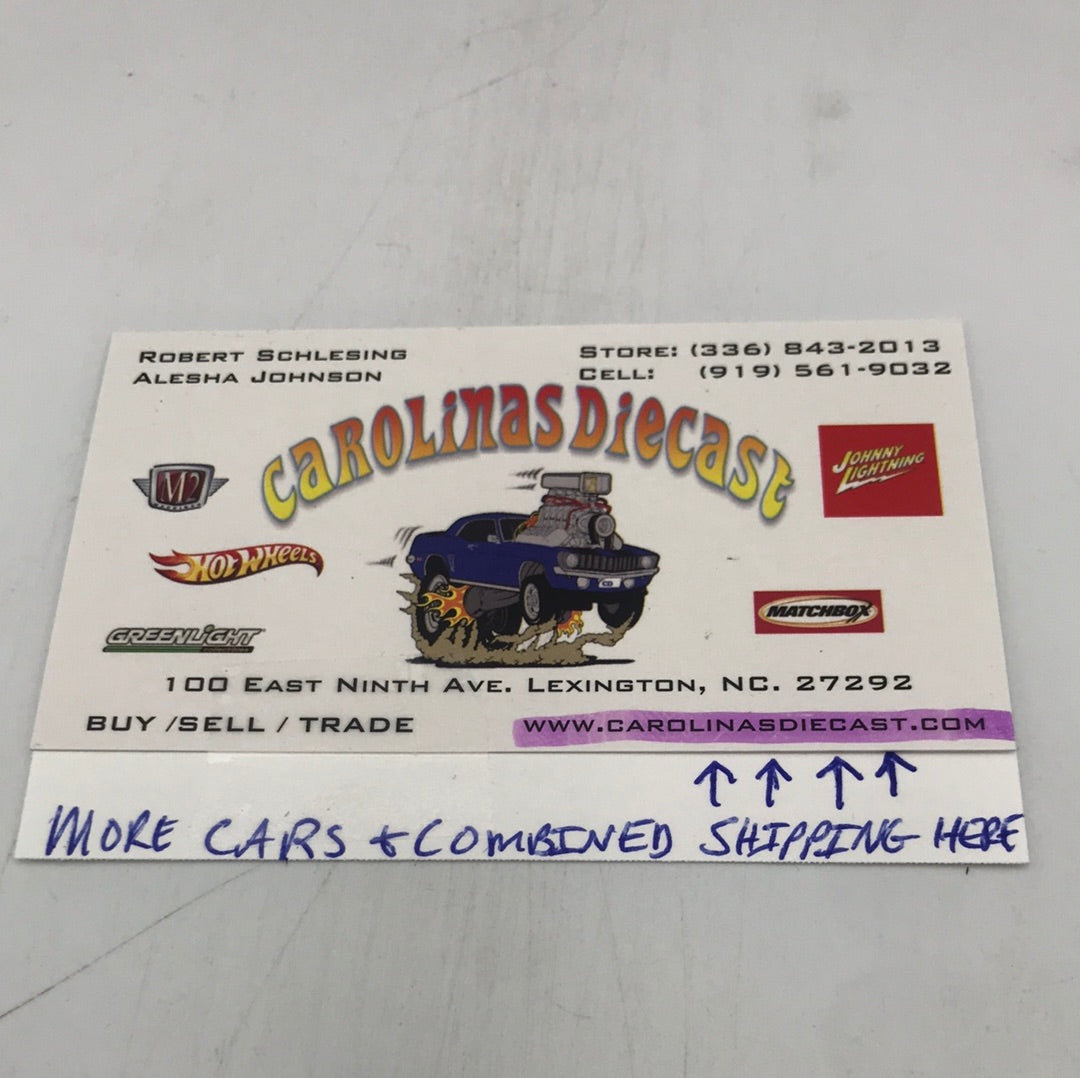 ROBERT SCHLESING
ALESHA JOHNSON
STORE: (336) 843-2013
CELL: (919) 561-9032
CAROLINAS DIECAST
M2
HOT WHEELS
GREENLIGHT
JOHNNY
LIGHTNING
MATCHBOX
CD
100 EAST NINTH AVE. LEXINGTON, NC. 27292
BUY /SELL / TRADE
WWW.CAROLINASDIECAST.COM
MORE CARS + COMBINED SHIPPING HERE